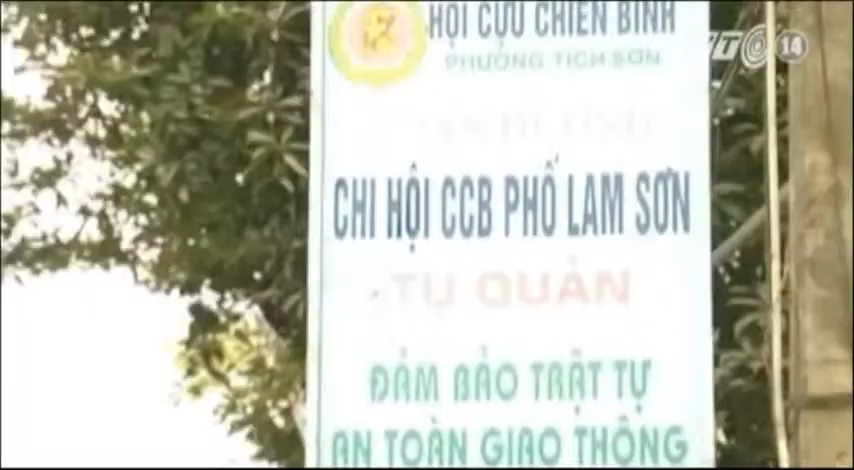 HỘI CỰU CHIẾN BINH
PHƯỜNG TÍCH SƠN
CHI HỘI CCB PHỐ LAM SƠN
TỰ QUẢN
ĐẢM BẢO TRẬT TỰ
AN TOÀN GIAO THÔNG
14